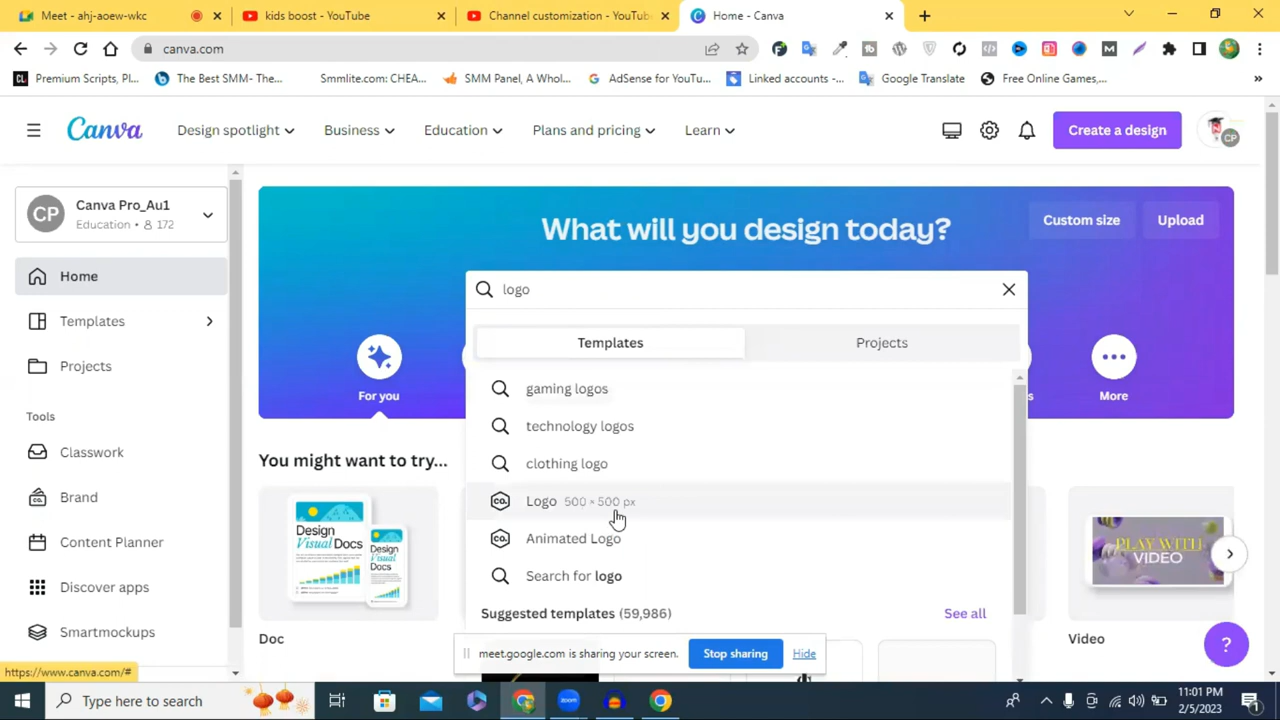 Meet - ahj-aoew-wkc
kids boost - YouTube
Channel customization - YouTube
Home - Canva
canva.com
CL Premium Scripts, Pl...
The Best SMM- The...
Smmlite.com: CHEA...
SMM Panel, A Whol...
AdSense for YouTu...
Linked accounts -...
Google Translate
Free Online Games,...
»
Canva
Design spotlight
Business
Education
Plans and pricing
Learn
Create a design
CP
CP
Canva Pro_Au1
Education • 172
What will you design today?
Custom size
Upload
Home
logo
Templates
Templates
Projects
Projects
gaming logos
For you
More
s
Tools
technology logos
Classwork
You might want to try...
clothing logo
Brand
CO. Logo 500 × 500 px
Design
Visual Docs
Design
Visual Docs
PLAY WITH
VIDEO
Content Planner
CO. Animated Logo
Discover apps
Search for logo
Suggested templates (59,986)
See all
Smartmockups
Doc
Video
meet.google.com is sharing your screen.
Stop sharing
Hide
?
https://www.canva.com/#
Type here to search
zoom
11:01 PM
2/5/2023
1